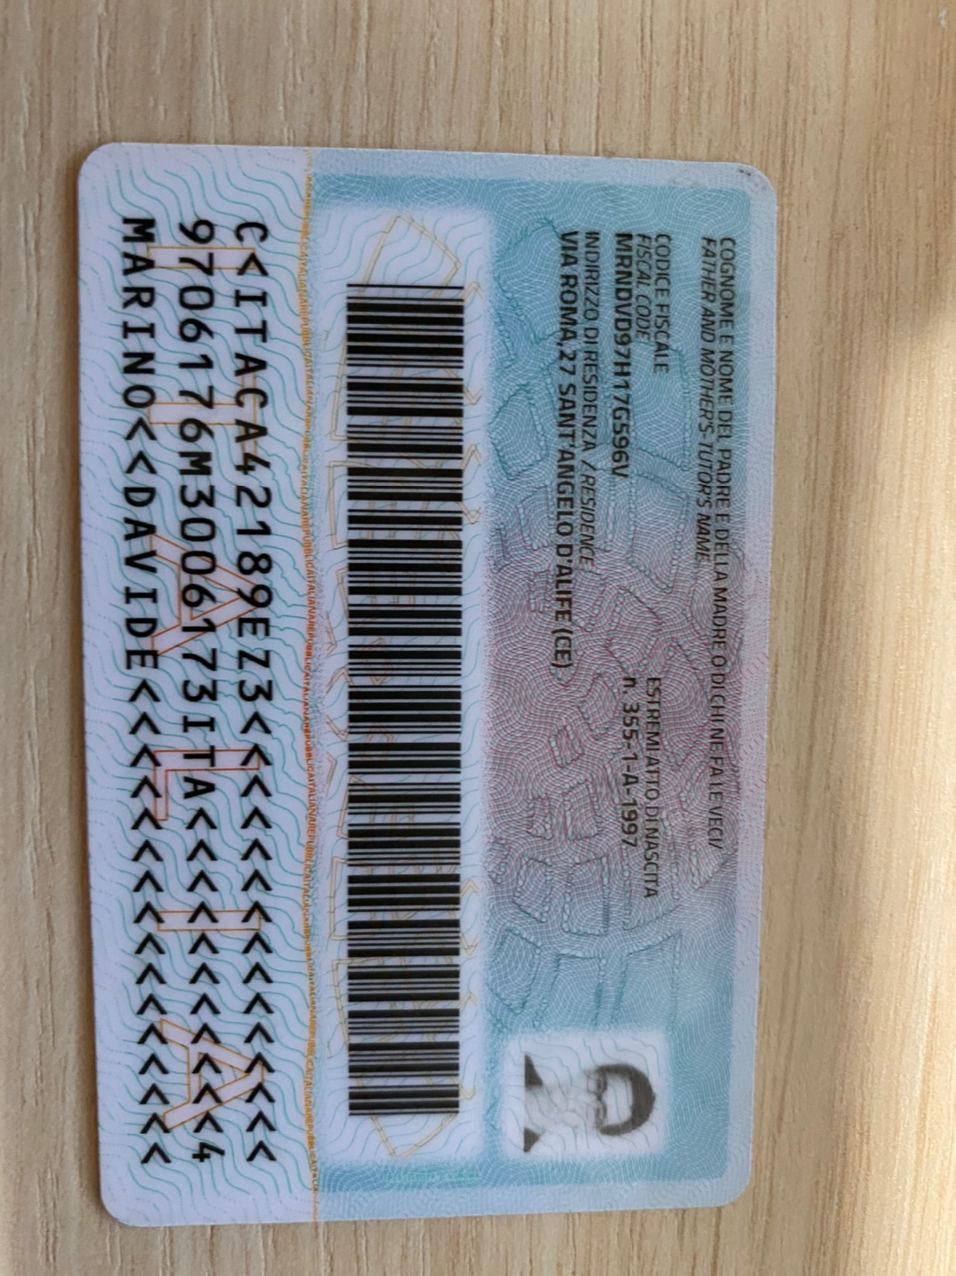 COGNOME E NOME DEL PADRE E DELLA MADRE O DI CHI NE FA LE VECI/
FATHER AND MOTHER'S-TUTOR'S NAME
CODICE FISCALE
FISCAL CODE
MRNDVD97H17G596V
ESTREMI ATTO DI NASCITA
n. 355-1-A-1997
INDIRIZZO DI RESIDENZA / RESIDENCE
VIA ROMA,27 SANT'ANGELO D'ALIFE (CE)
C<ITACA42189EZ3<<<<<<<<<<<<<<<
9706176M3006173ITA<<<<<<<<<<<4
MARINO<<DAVIDE<<<<<<<<<<<<<<<<
ITALIA